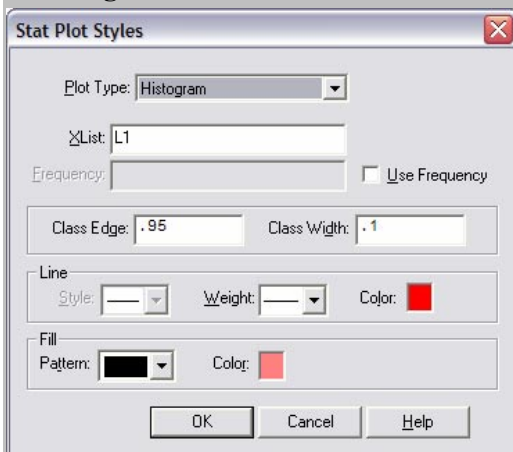 Stat Plot Styles
Plot Type: Histogram
XList: L1
Frequency: Use Frequency
Class Edge: .95 Class Width: .1
Line
Style: Weight: Color:
Fill
Pattern: Color:
OK Cancel Help